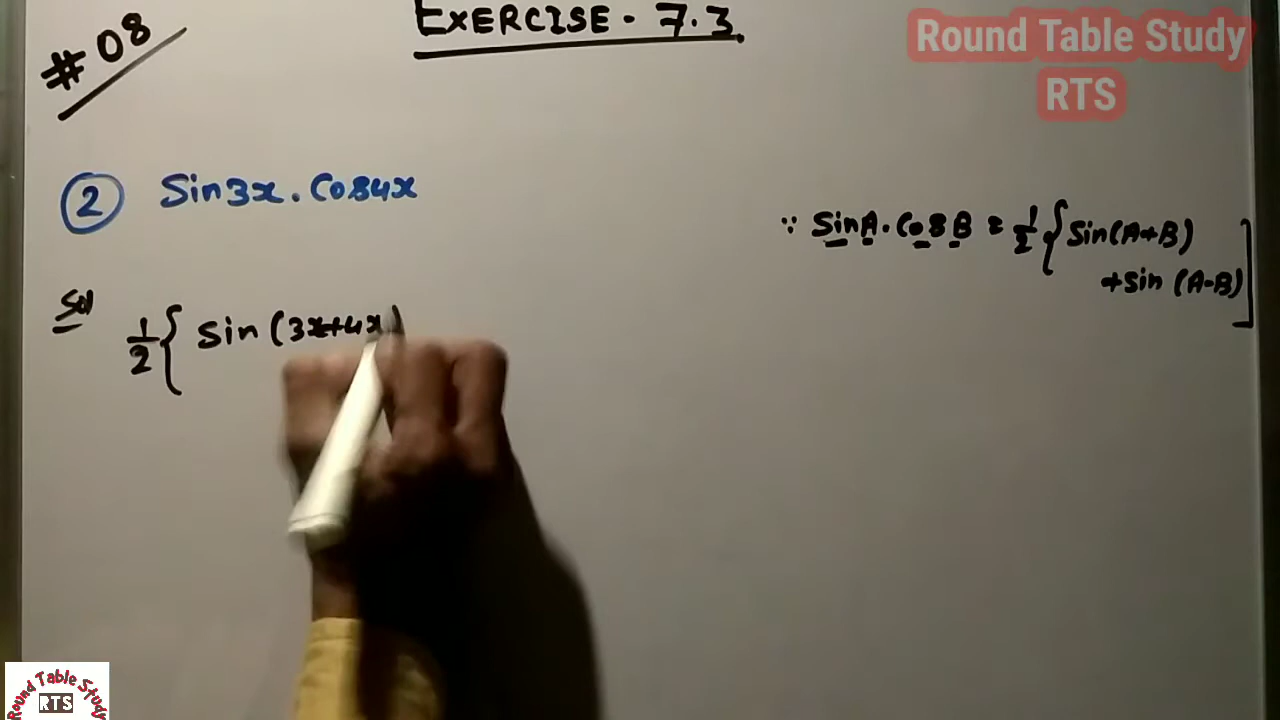 # 08
EXERCISE. 7.3
Round Table Study
RTS
② Sin3x. Cos4x
∵ SinA. CosB = 1/2 { Sin(A+B)
+ Sin (A-B) ]
Sol
1/2 { Sin (3x+4x)
Round Table Study
RTS